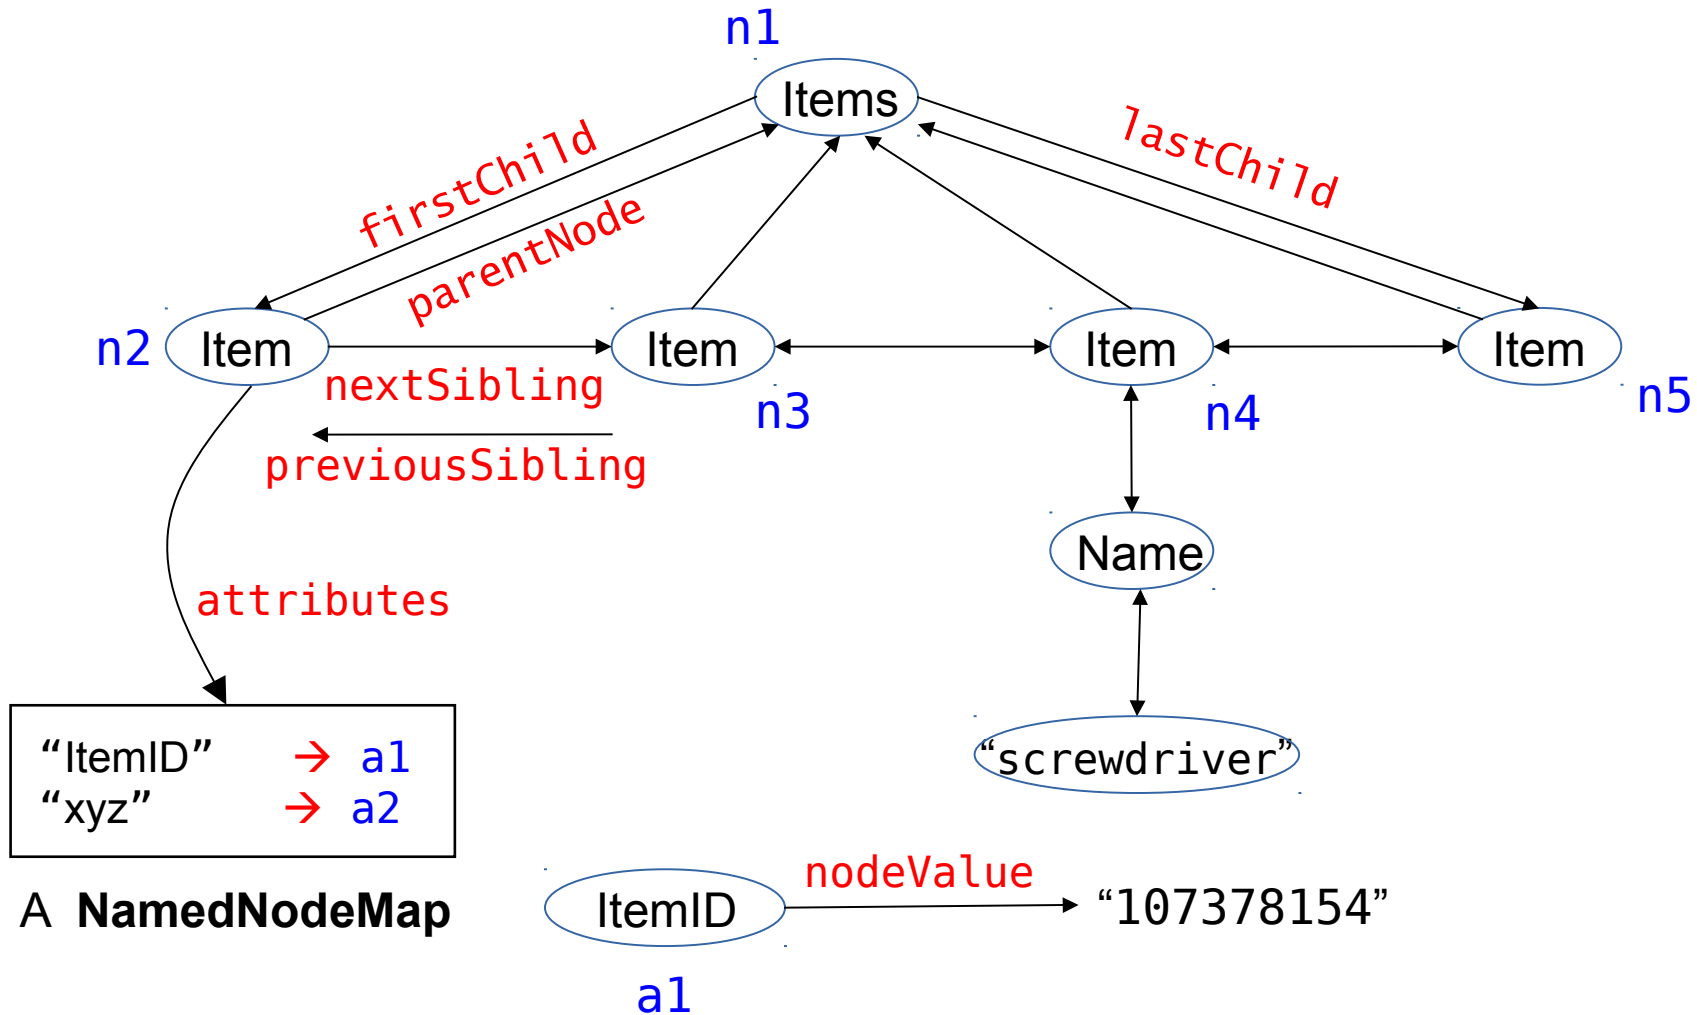 n1
Items
firstChild
lastChild
parentNode
n2
Item
Item
Item
Item
nextSibling
n3
n4
n5
previousSibling
Name
attributes
“ItemID” → a1
“xyz” → a2
“screwdriver”
A NamedNodeMap
ItemID
nodeValue
“107378154”
a1